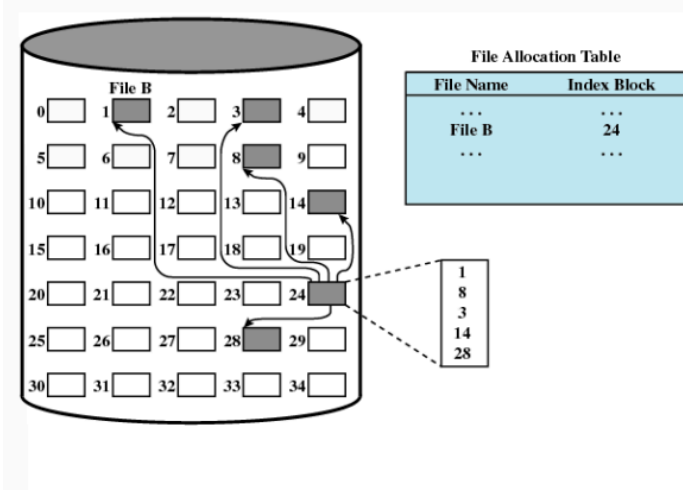 File B
0 1 2 3 4
5 6 7 8 9
10 11 12 13 14
15 16 17 18 19
20 21 22 23 24
25 26 27 28 29
30 31 32 33 34
File Allocation Table
File Name Index Block
... ...
File B 24
... ...
1
8
3
14
28